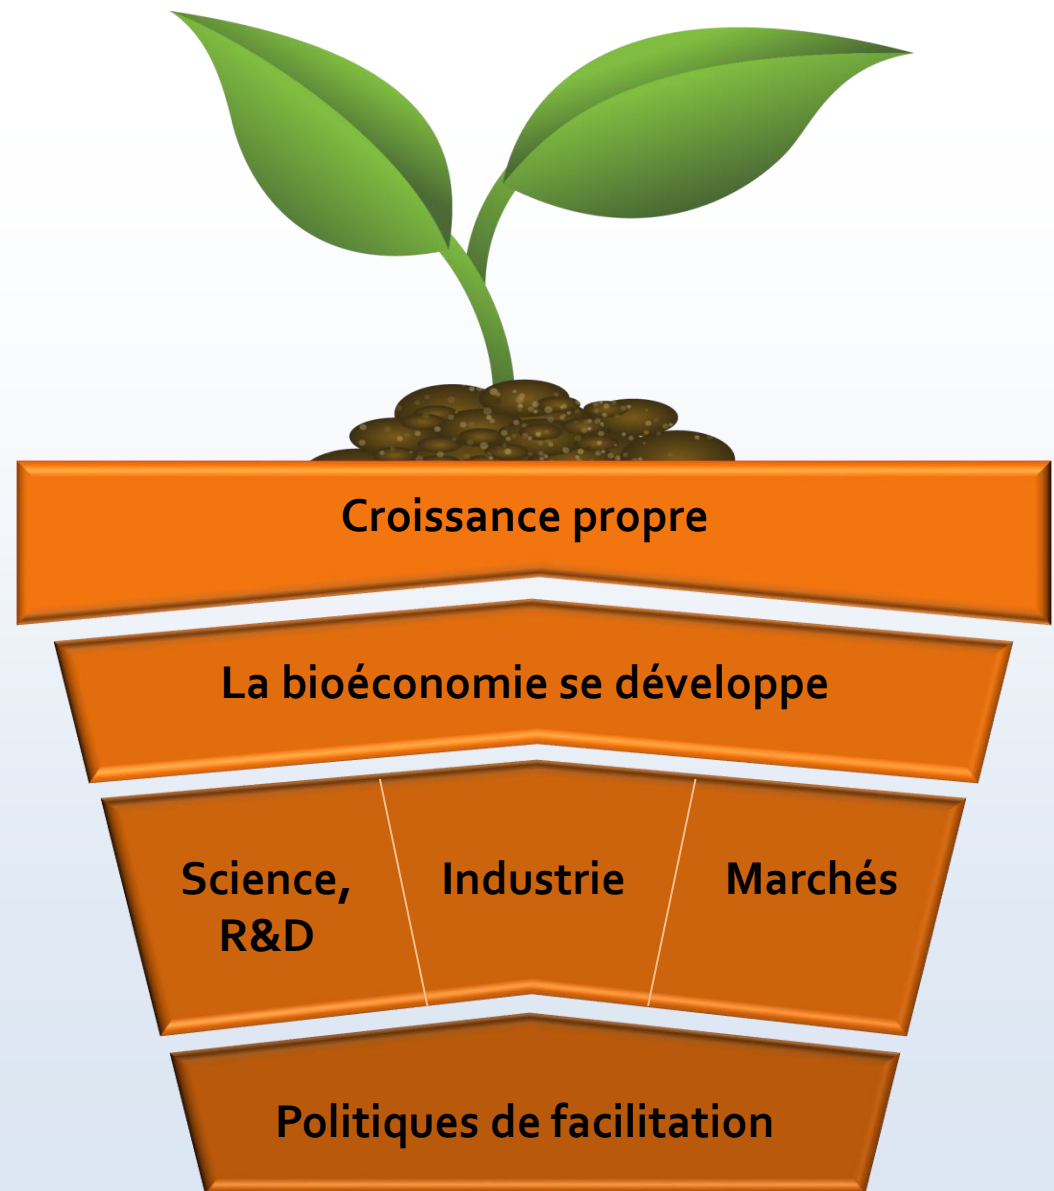 Croissance propre
La bioéconomie se développe
Science,
R&D
Industrie
Marchés
Politiques de facilitation